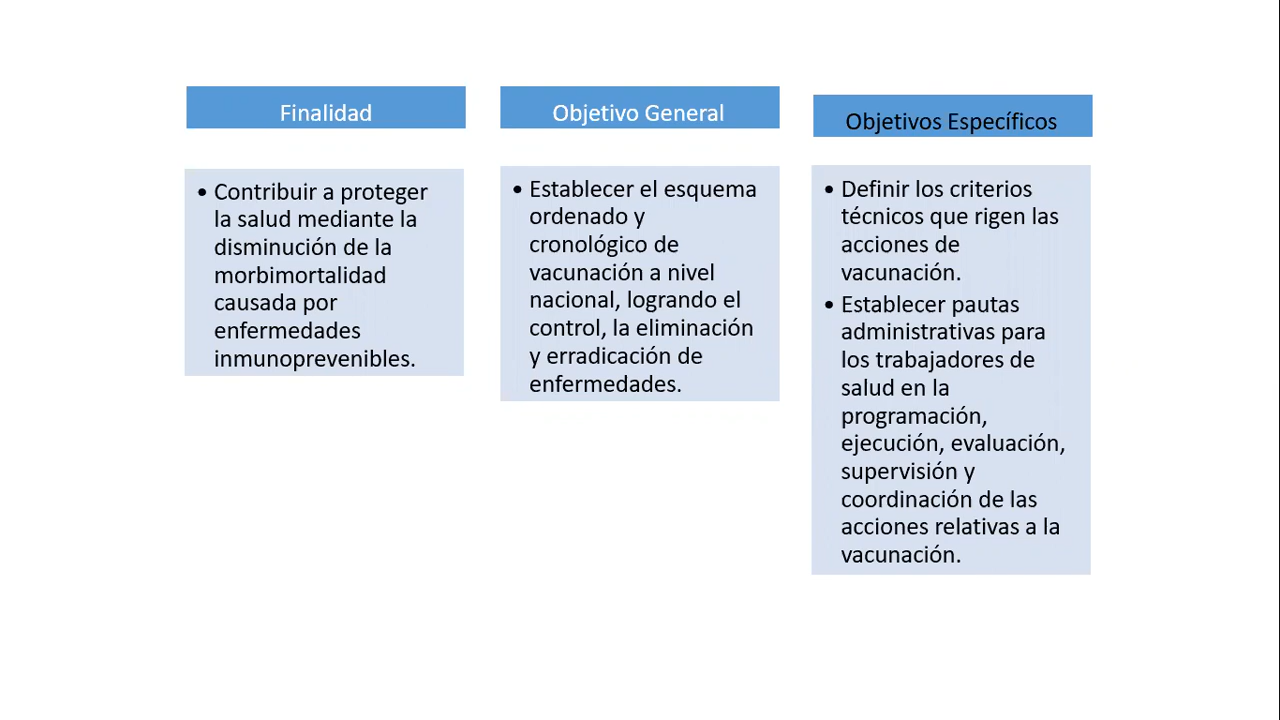 Finalidad
• Contribuir a proteger
la salud mediante la
disminución de la
morbimortalidad
causada por
enfermedades
inmunoprevenibles.
Objetivo General
• Establecer el esquema
ordenado y
cronológico de
vacunación a nivel
nacional, logrando el
control, la eliminación
y erradicación de
enfermedades.
Objetivos Específicos
• Definir los criterios
técnicos que rigen las
acciones de
vacunación.
• Establecer pautas
administrativas para
los trabajadores de
salud en la
programación,
ejecución, evaluación,
supervisión y
coordinación de las
acciones relativas a la
vacunación.